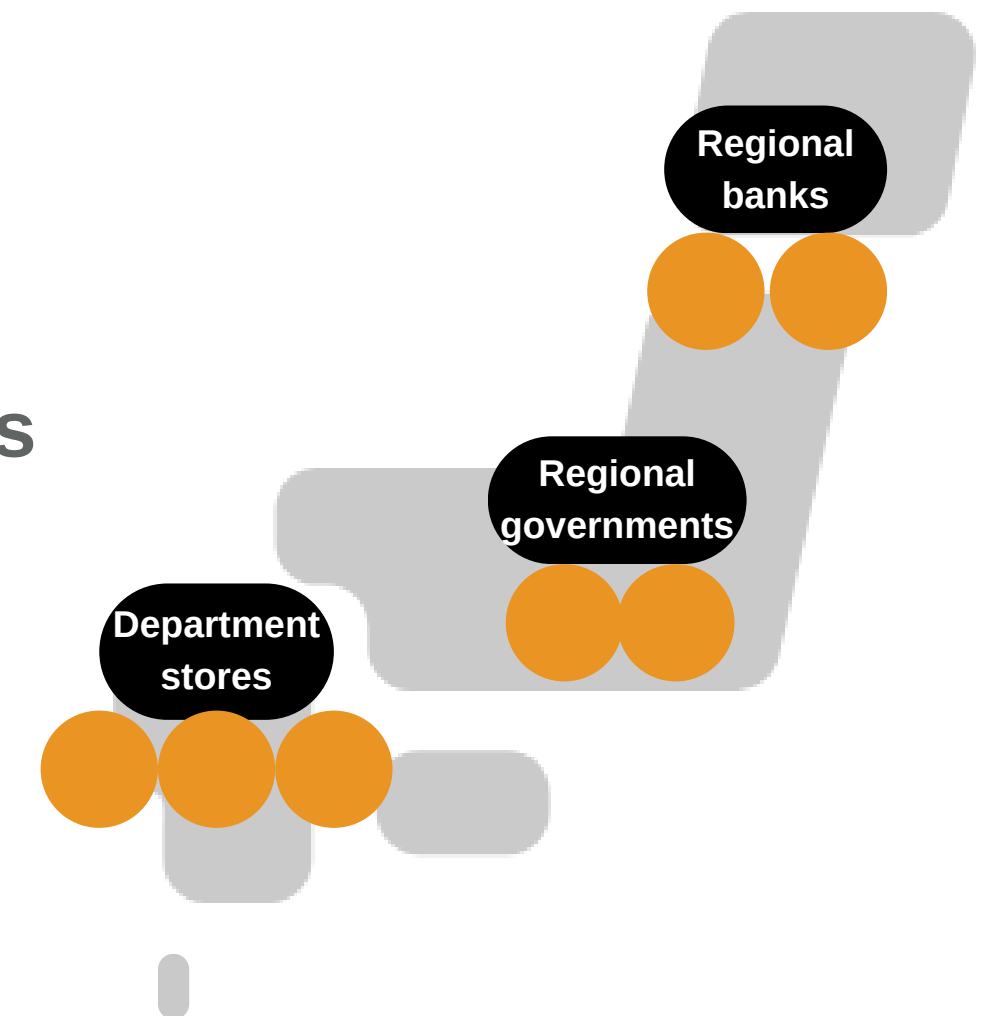 Regional
banks
s
Regional
governments
Department
stores